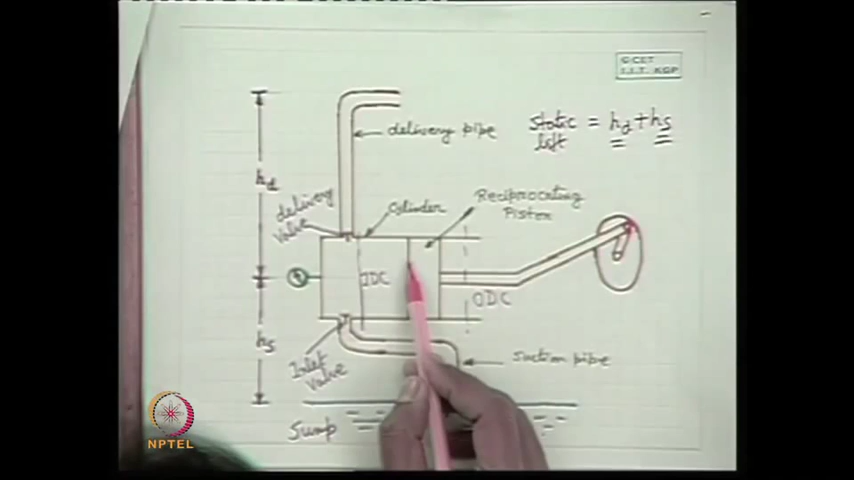 ©CET
I.I.T. KGP
delivery pipe
static = hd + hs
lift
hd
delivery
valve
Cylinder
Reciprocating
Piston
IDC
ODC
hs
Inlet
valve
Suction pipe
Sump
NPTEL